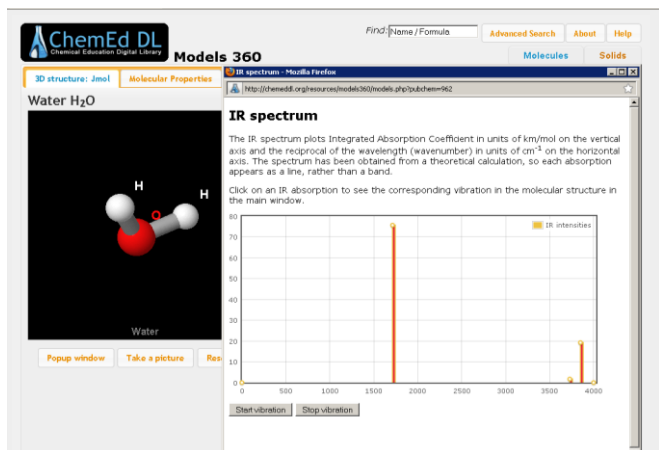 ChemEd DL
Chemical Education Digital Library
Models 360
Find: Name / Formula
Advanced Search
About
Help
Molecules
Solids
3D structure: Jmol
Molecular Properties
Water H₂O
H
H
O
Water
Popup window
Take a picture
Res
IR spectrum - Mozilla Firefox
http://chemeddl.org/resources/models360/models.php?pubchem=962
IR spectrum
The IR spectrum plots Integrated Absorption Coefficient in units of km/mol on the vertical
axis and the reciprocal of the wavelength (wavenumber) in units of cm⁻¹ on the horizontal
axis. The spectrum has been obtained from a theoretical calculation, so each absorption
appears as a line, rather than a band.
Click on an IR absorption to see the corresponding vibration in the molecular structure in
the main window.
80
70
60
50
40
30
20
10
0
IR intensities
0 500 1000 1500 2000 2500 3000 3500 4000
Start vibration
Stop vibration